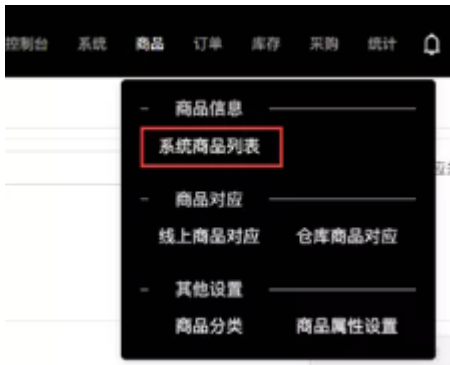 控制台 系统 商品 订单 库存 采购 统计
商品信息
系统商品列表
商品对应
线上商品对应 仓库商品对应
其他设置
商品分类 商品属性设置